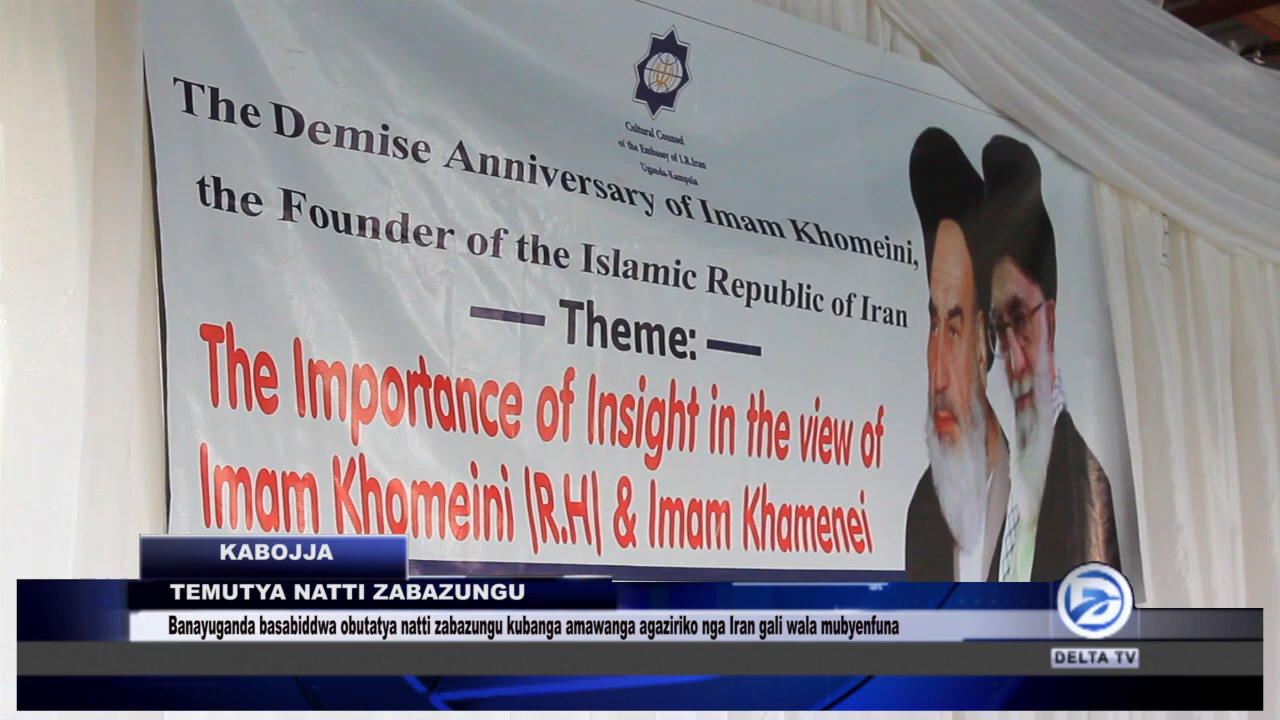 Cultural Counsel
of the Embassy of I.R.Iran
Uganda-Kampala
The Demise Anniversary of Imam Khomeini,
the Founder of the Islamic Republic of Iran
Theme:
The Importance of Insight in the view of
Imam Khomeini (R.H) & Imam Khamenei
KABOJJA
TEMUTYA NATTI ZABAZUNGU
Banayuganda basabiddwa obutatya natti zabazungu kubanga amawanga agaziriko nga Iran gali wala mubyenfuna
DELTA TV